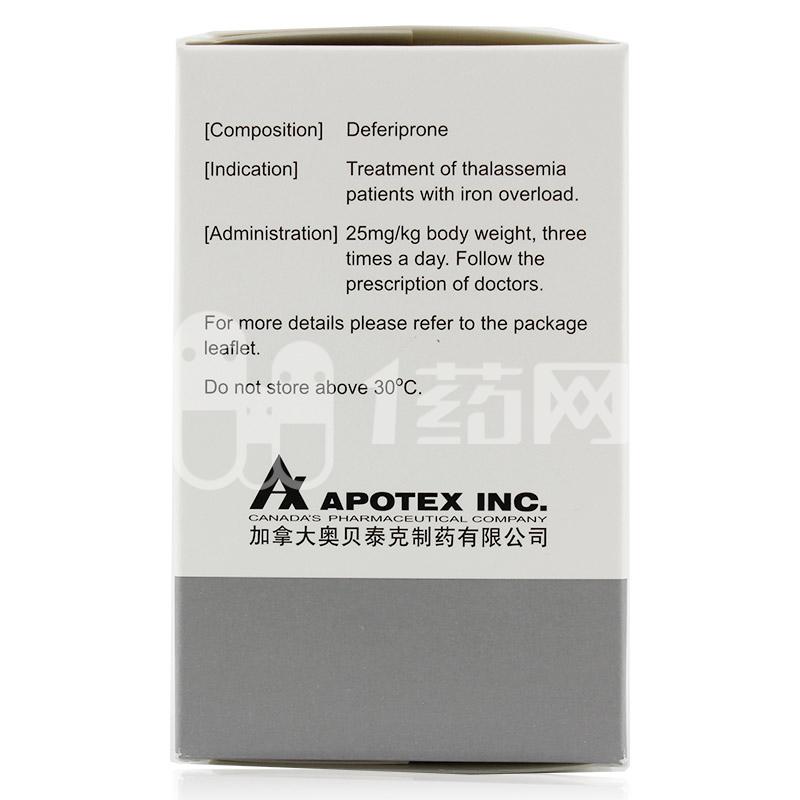 [Composition] Deferiprone
[Indication] Treatment of thalassemia
patients with iron overload.
[Administration] 25mg/kg body weight, three
times a day. Follow the
prescription of doctors.
For more details please refer to the package
leaflet.
Do not store above 30°C.
1药网
APOTEX INC.
CANADA'S PHARMACEUTICAL COMPANY
加拿大奥贝泰克制药有限公司